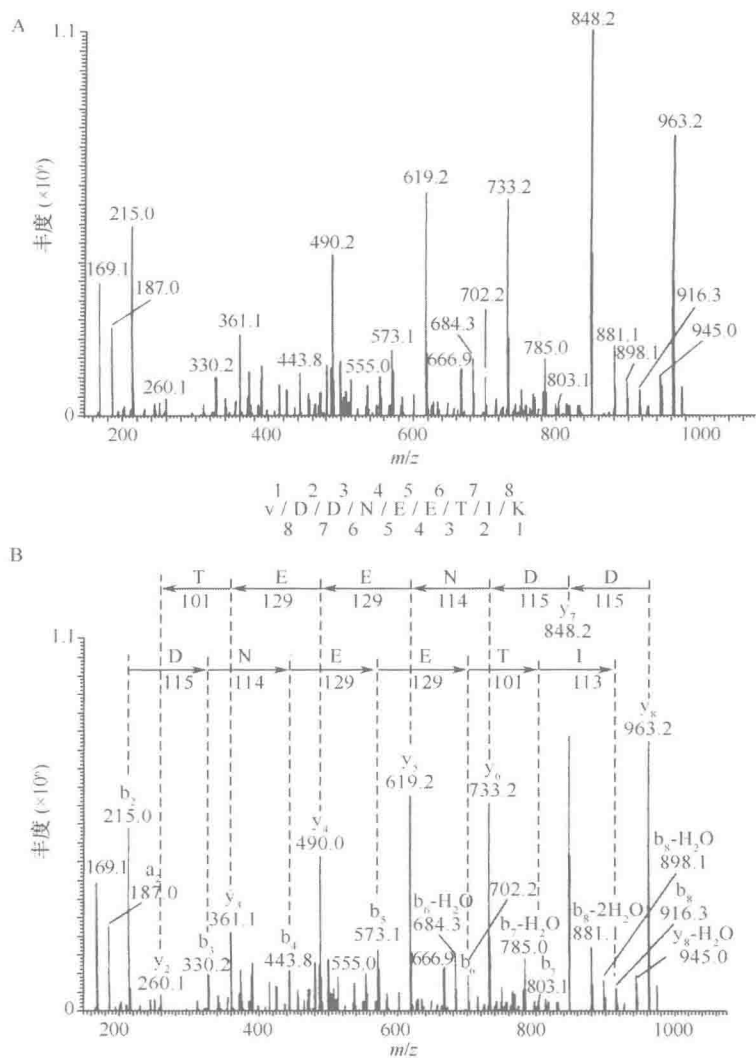 A
1.1
848.2
963.2
619.2
733.2
215.0
490.2
169.1
187.0
702.2
684.3
361.1
573.1
916.3
881.1
785.0
898.1
945.0
330.2
443.8
555.0
666.9
803.1
260.1
丰度 (×10⁶)
0
200 400 600 800 1000
m/z
1 2 3 4 5 6 7 8
v / D / D / N / E / E / T / I / K
8 7 6 5 4 3 2 1
B
T E E N D D
101 129 129 114 115 115
y₇
848.2
1.1
D N E E T I
115 114 129 129 101 113
y₈
963.2
y₅
619.2
y₆
733.2
b₂
215.0
y₄
490.0
b₈-H₂O
898.1
169.1
a₂
187.0
y₃
361.1
b₆-H₂O
684.3
702.2
b₈
916.3
b₅
573.1
b₇-H₂O
785.0
b₈-2H₂O
881.1
y₈-H₂O
945.0
b₃
330.2
b₄
443.8
y₂
260.1
555.0
666.9
b₆
b₇
803.1
丰度 (×10⁶)
0
200 400 600 800 1000
m/z